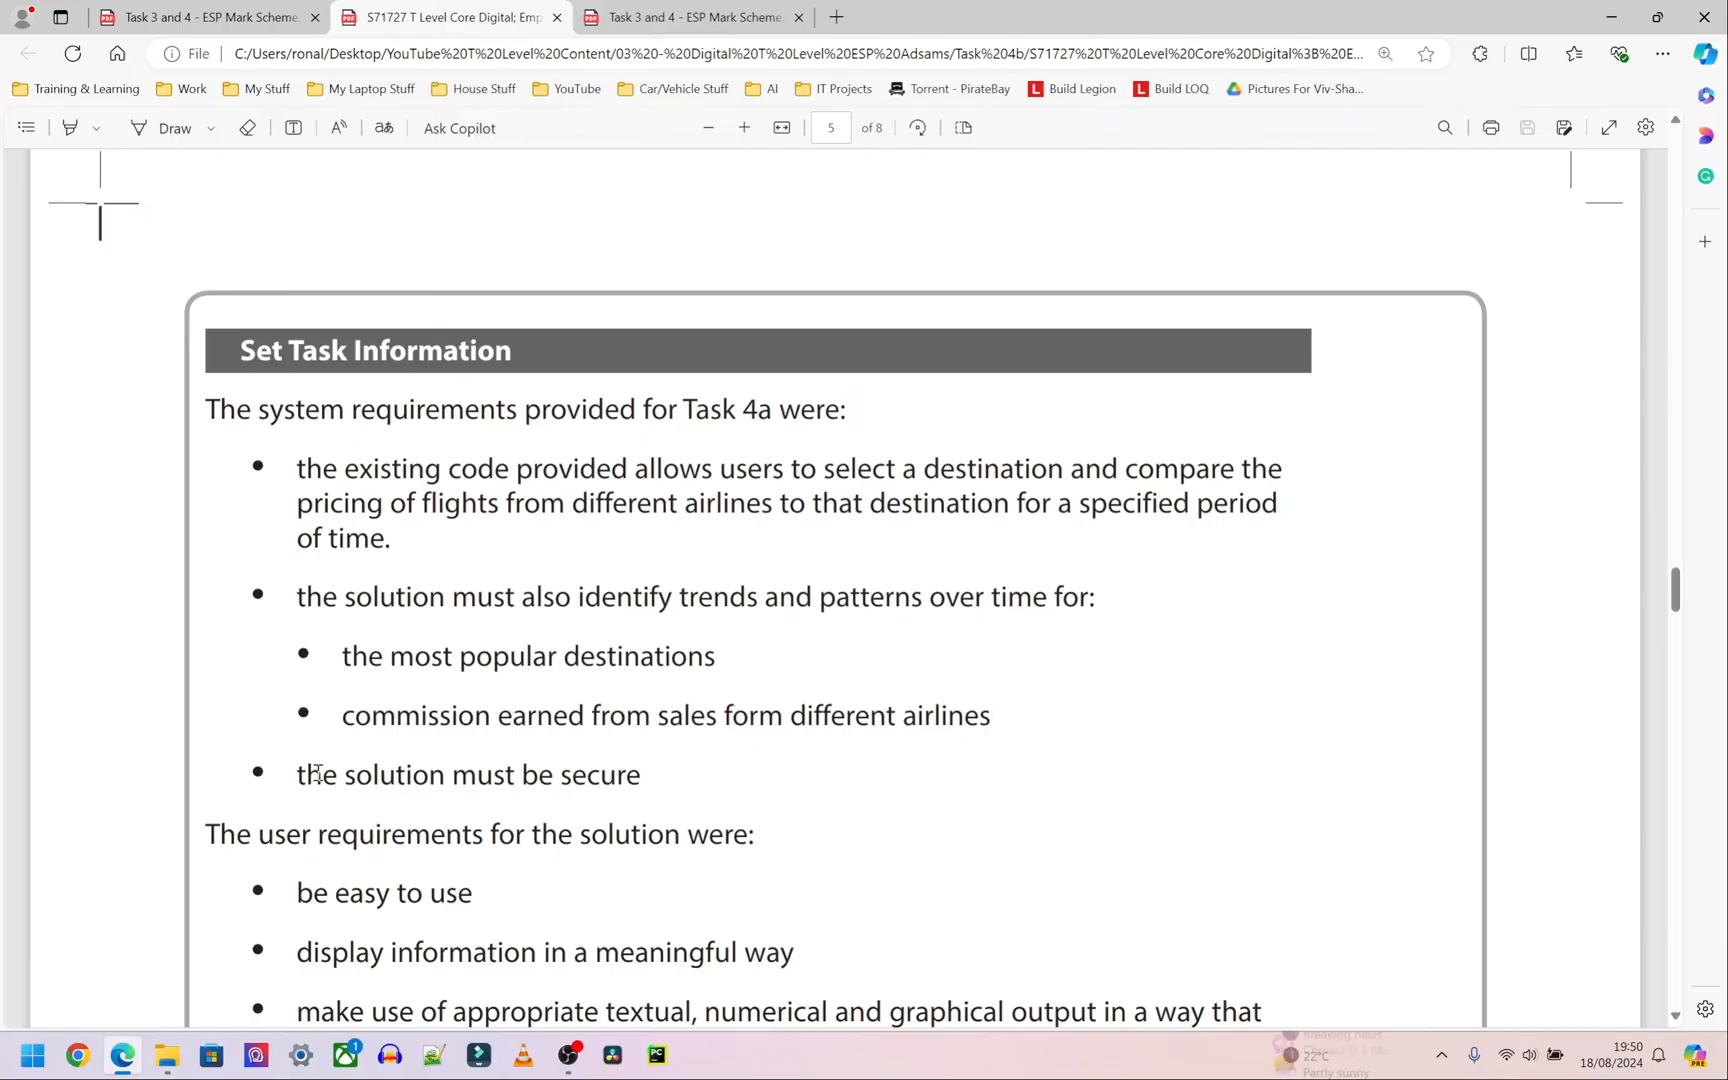 Task 3 and 4 - ESP Mark Scheme.
S71727 T Level Core Digital; Emp
Task 3 and 4 - ESP Mark Scheme.
File
C:/Users/ronal/Desktop/YouTube%20T%20Level%20Content/03%20-%20Digital%20T%20Level%20ESP%20Adsams/Task%204b/S71727%20T%20Level%20Core%20Digital%3B%20E...
Training & Learning
Work
My Stuff
My Laptop Stuff
House Stuff
YouTube
Car/Vehicle Stuff
AI
IT Projects
Torrent - PirateBay
Build Legion
Build LOQ
Pictures For Viv-Sha...
Draw
Ask Copilot
5 of 8
Set Task Information
The system requirements provided for Task 4a were:
• the existing code provided allows users to select a destination and compare the
pricing of flights from different airlines to that destination for a specified period
of time.
• the solution must also identify trends and patterns over time for:
• the most popular destinations
• commission earned from sales form different airlines
• the solution must be secure
The user requirements for the solution were:
• be easy to use
• display information in a meaningful way
• make use of appropriate textual, numerical and graphical output in a way that
22°C
Partly sunny
19:50
18/08/2024